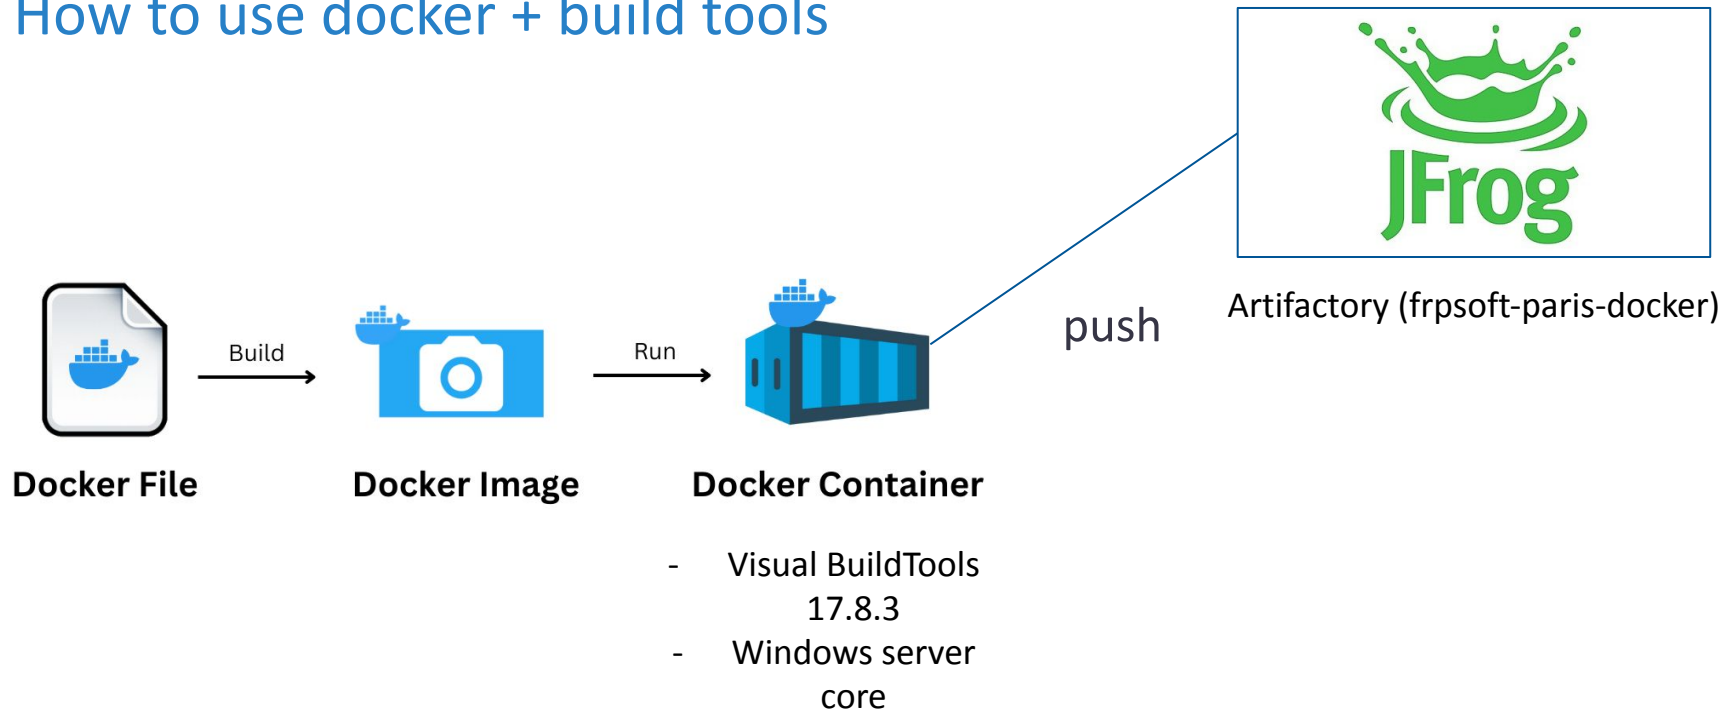 How to use docker + build tools
JFrog
Artifactory (frpsoft-paris-docker)
push
Build
Run
Docker File
Docker Image
Docker Container
- Visual BuildTools
17.8.3
- Windows server
core